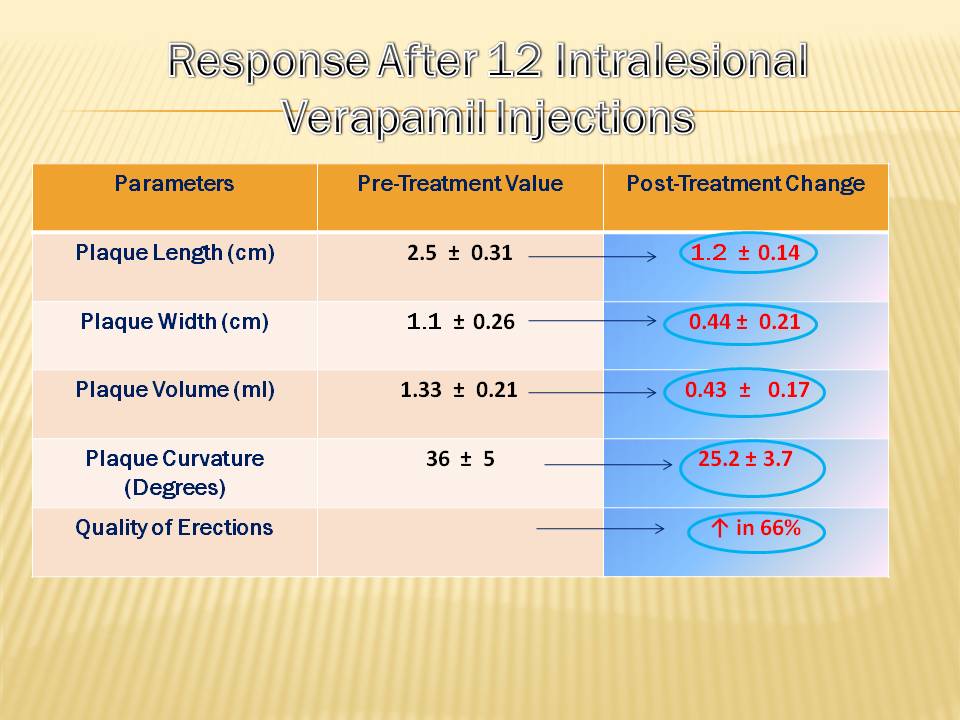 Response After 12 Intralesional
Verapamil Injections
Parameters Pre-Treatment Value Post-Treatment Change
Plaque Length (cm) 2.5 ± 0.31 1.2 ± 0.14
Plaque Width (cm) 1.1 ± 0.26 0.44 ± 0.21
Plaque Volume (ml) 1.33 ± 0.21 0.43 ± 0.17
Plaque Curvature 36 ± 5 25.2 ± 3.7
(Degrees)
Quality of Erections ↑ in 66%